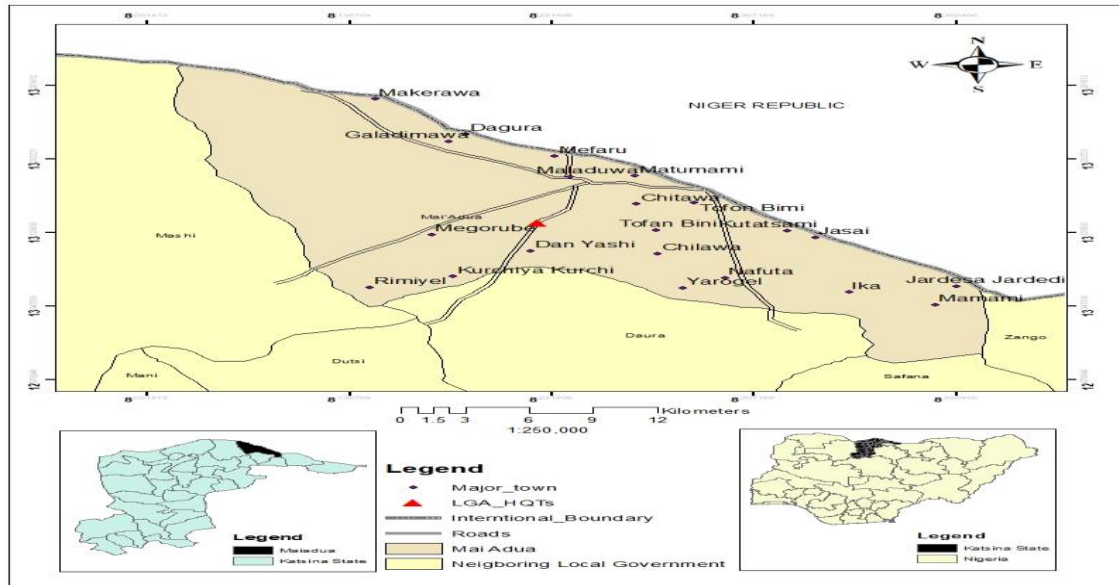 N
W E
S
NIGER REPUBLIC
Makerawa
Dagura
Galadimawa
Mefaru
Maladuwa
Matumami
Chitawa
Tofon Bimi
Mai'Adua
Megorube
Tofan Bini
Kutatsami
Jasai
Mashi
Dan Yashi
Chilawa
Rimiyel
Kurchiya Kurchi
Nafuta
Yarogel
Ika
Jardesa Jardedi
Mamami
Daura
Zango
Dutsi
Mani
Safana
Kilometers
0 1.5 3 6 9 12
1:250,000
Legend
Maiadua
Katsina State
Legend
Major_town
LGA_HQTs
Interntional_Boundary
Roads
Mai Adua
Neigboring Local Government
Legend
Katsina State
Nigeria